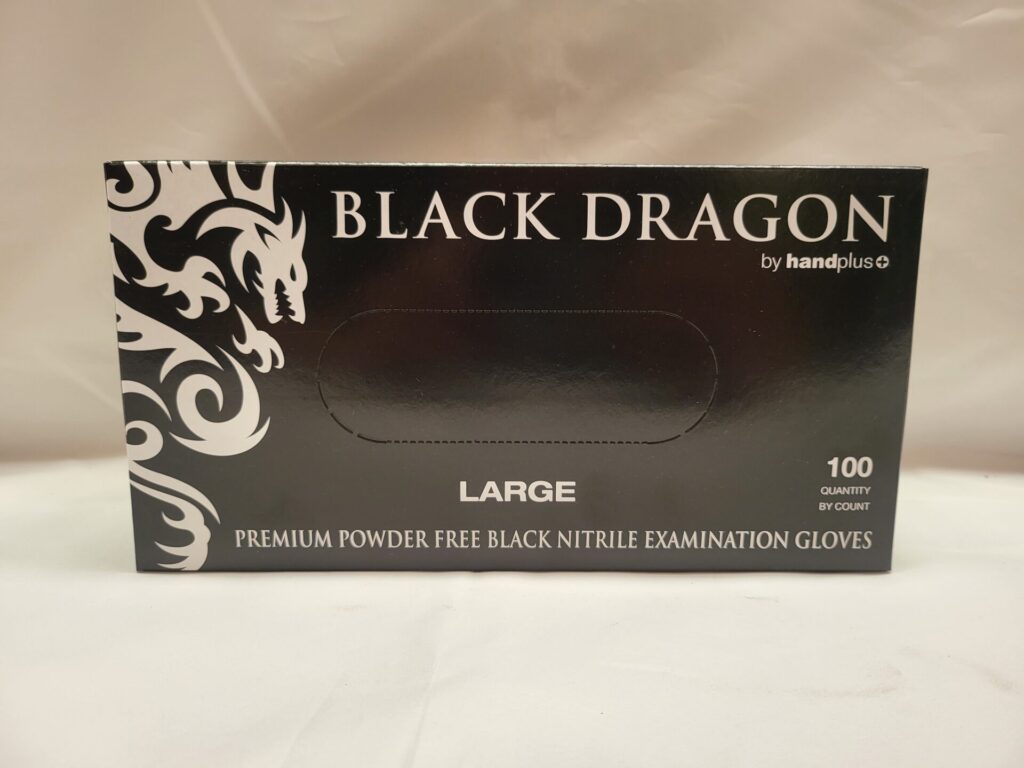 BLACK DRAGON
by handplus
LARGE
100
QUANTITY
BY COUNT
PREMIUM POWDER FREE BLACK NITRILE EXAMINATION GLOVES